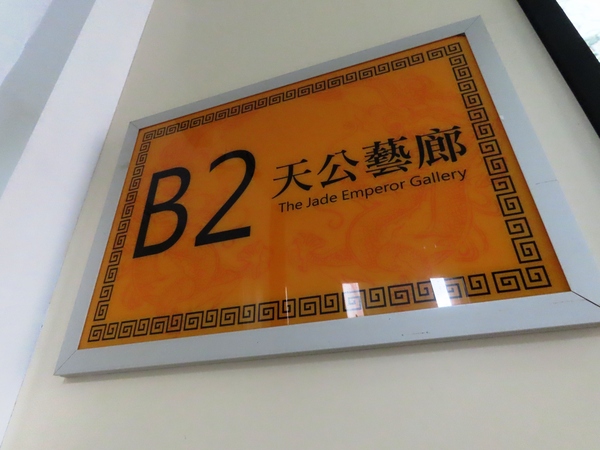 B2
天公藝廊
The Jade Emperor Gallery